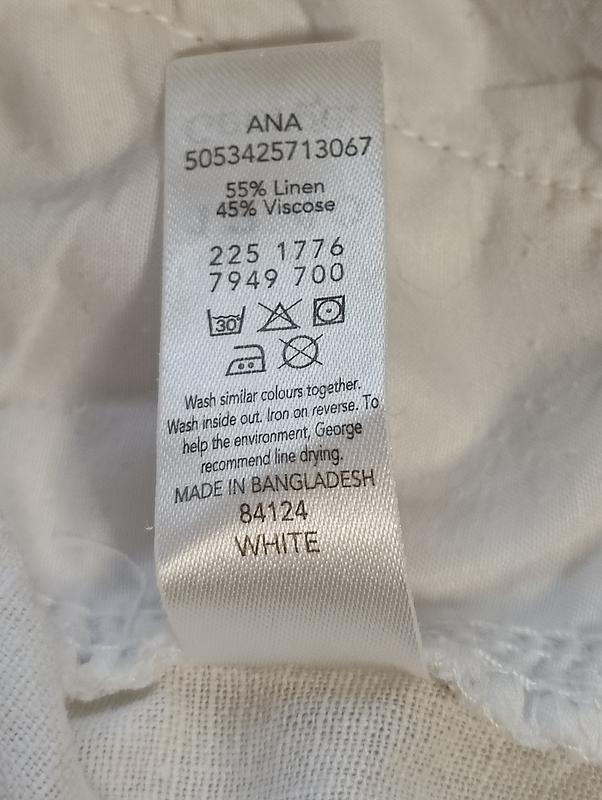 ANA
5053425713067
55% Linen
45% Viscose
225 1776
7949 700
30
Wash similar colours together.
Wash inside out. Iron on reverse. To
help the environment, George
recommend line drying.
MADE IN BANGLADESH
84124
WHITE